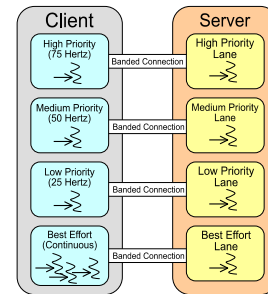 Client
Server
High Priority
(75 Hertz)
Banded Connection
High Priority
Lane
Medium Priority
(50 Hertz)
Banded Connection
Medium Priority
Lane
Low Priority
(25 Hertz)
Banded Connection
Low Priority
Lane
Best Effort
(Continuous)
Banded Connection
Best Effort
Lane